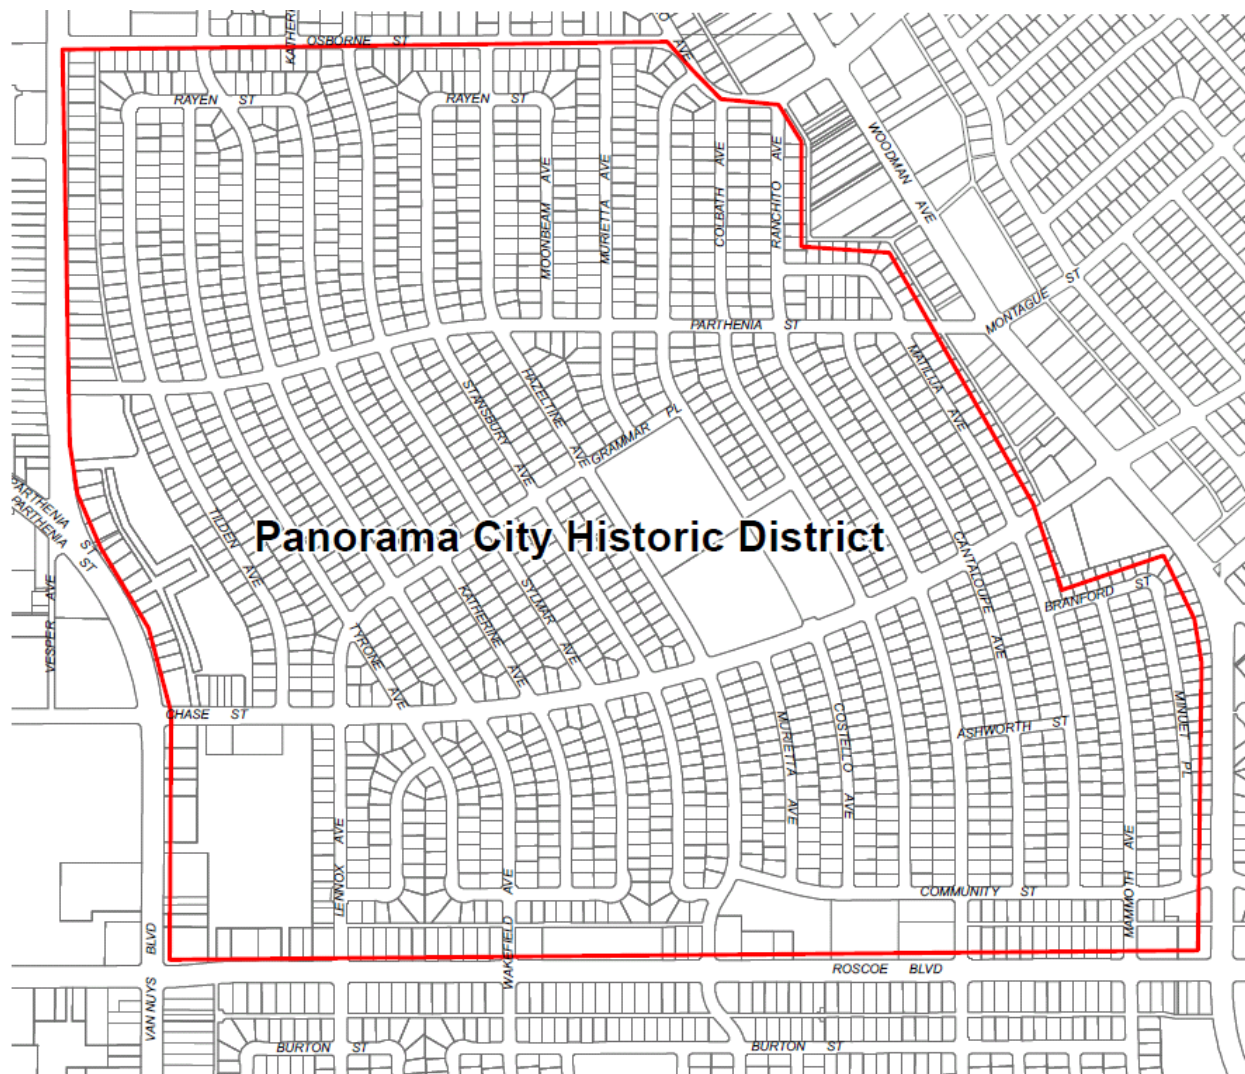 KATHERI
OSBORNE ST
AVE
RAYEN ST
RAYEN ST
WOODMAN AVE
MOONBEAM AVE
MURIETTA AVE
COLBATH AVE
RANCHITO AVE
MONTAGUE ST
PARTHENIA ST
MATILIJA AVE
HAZELTINE AVE
STANSBURY AVE
GRAMMAR PL
PARTHENIA ST
PARTHENIA ST
TILDEN AVE
Panorama City Historic District
VESPER AVE
KATHERINE AVE
SYLMAR AVE
CANTALOUPE AVE
BRANFORD ST
TYRONE AVE
CHASE ST
MURIETTA AVE
COSTELLO AVE
ASHWORTH ST
MINUET PL
LENNOX AVE
WAKEFIELD AVE
COMMUNITY ST
MAMMOTH AVE
ROSCOE BLVD
VAN NUYS BLVD
BURTON ST
BURTON ST